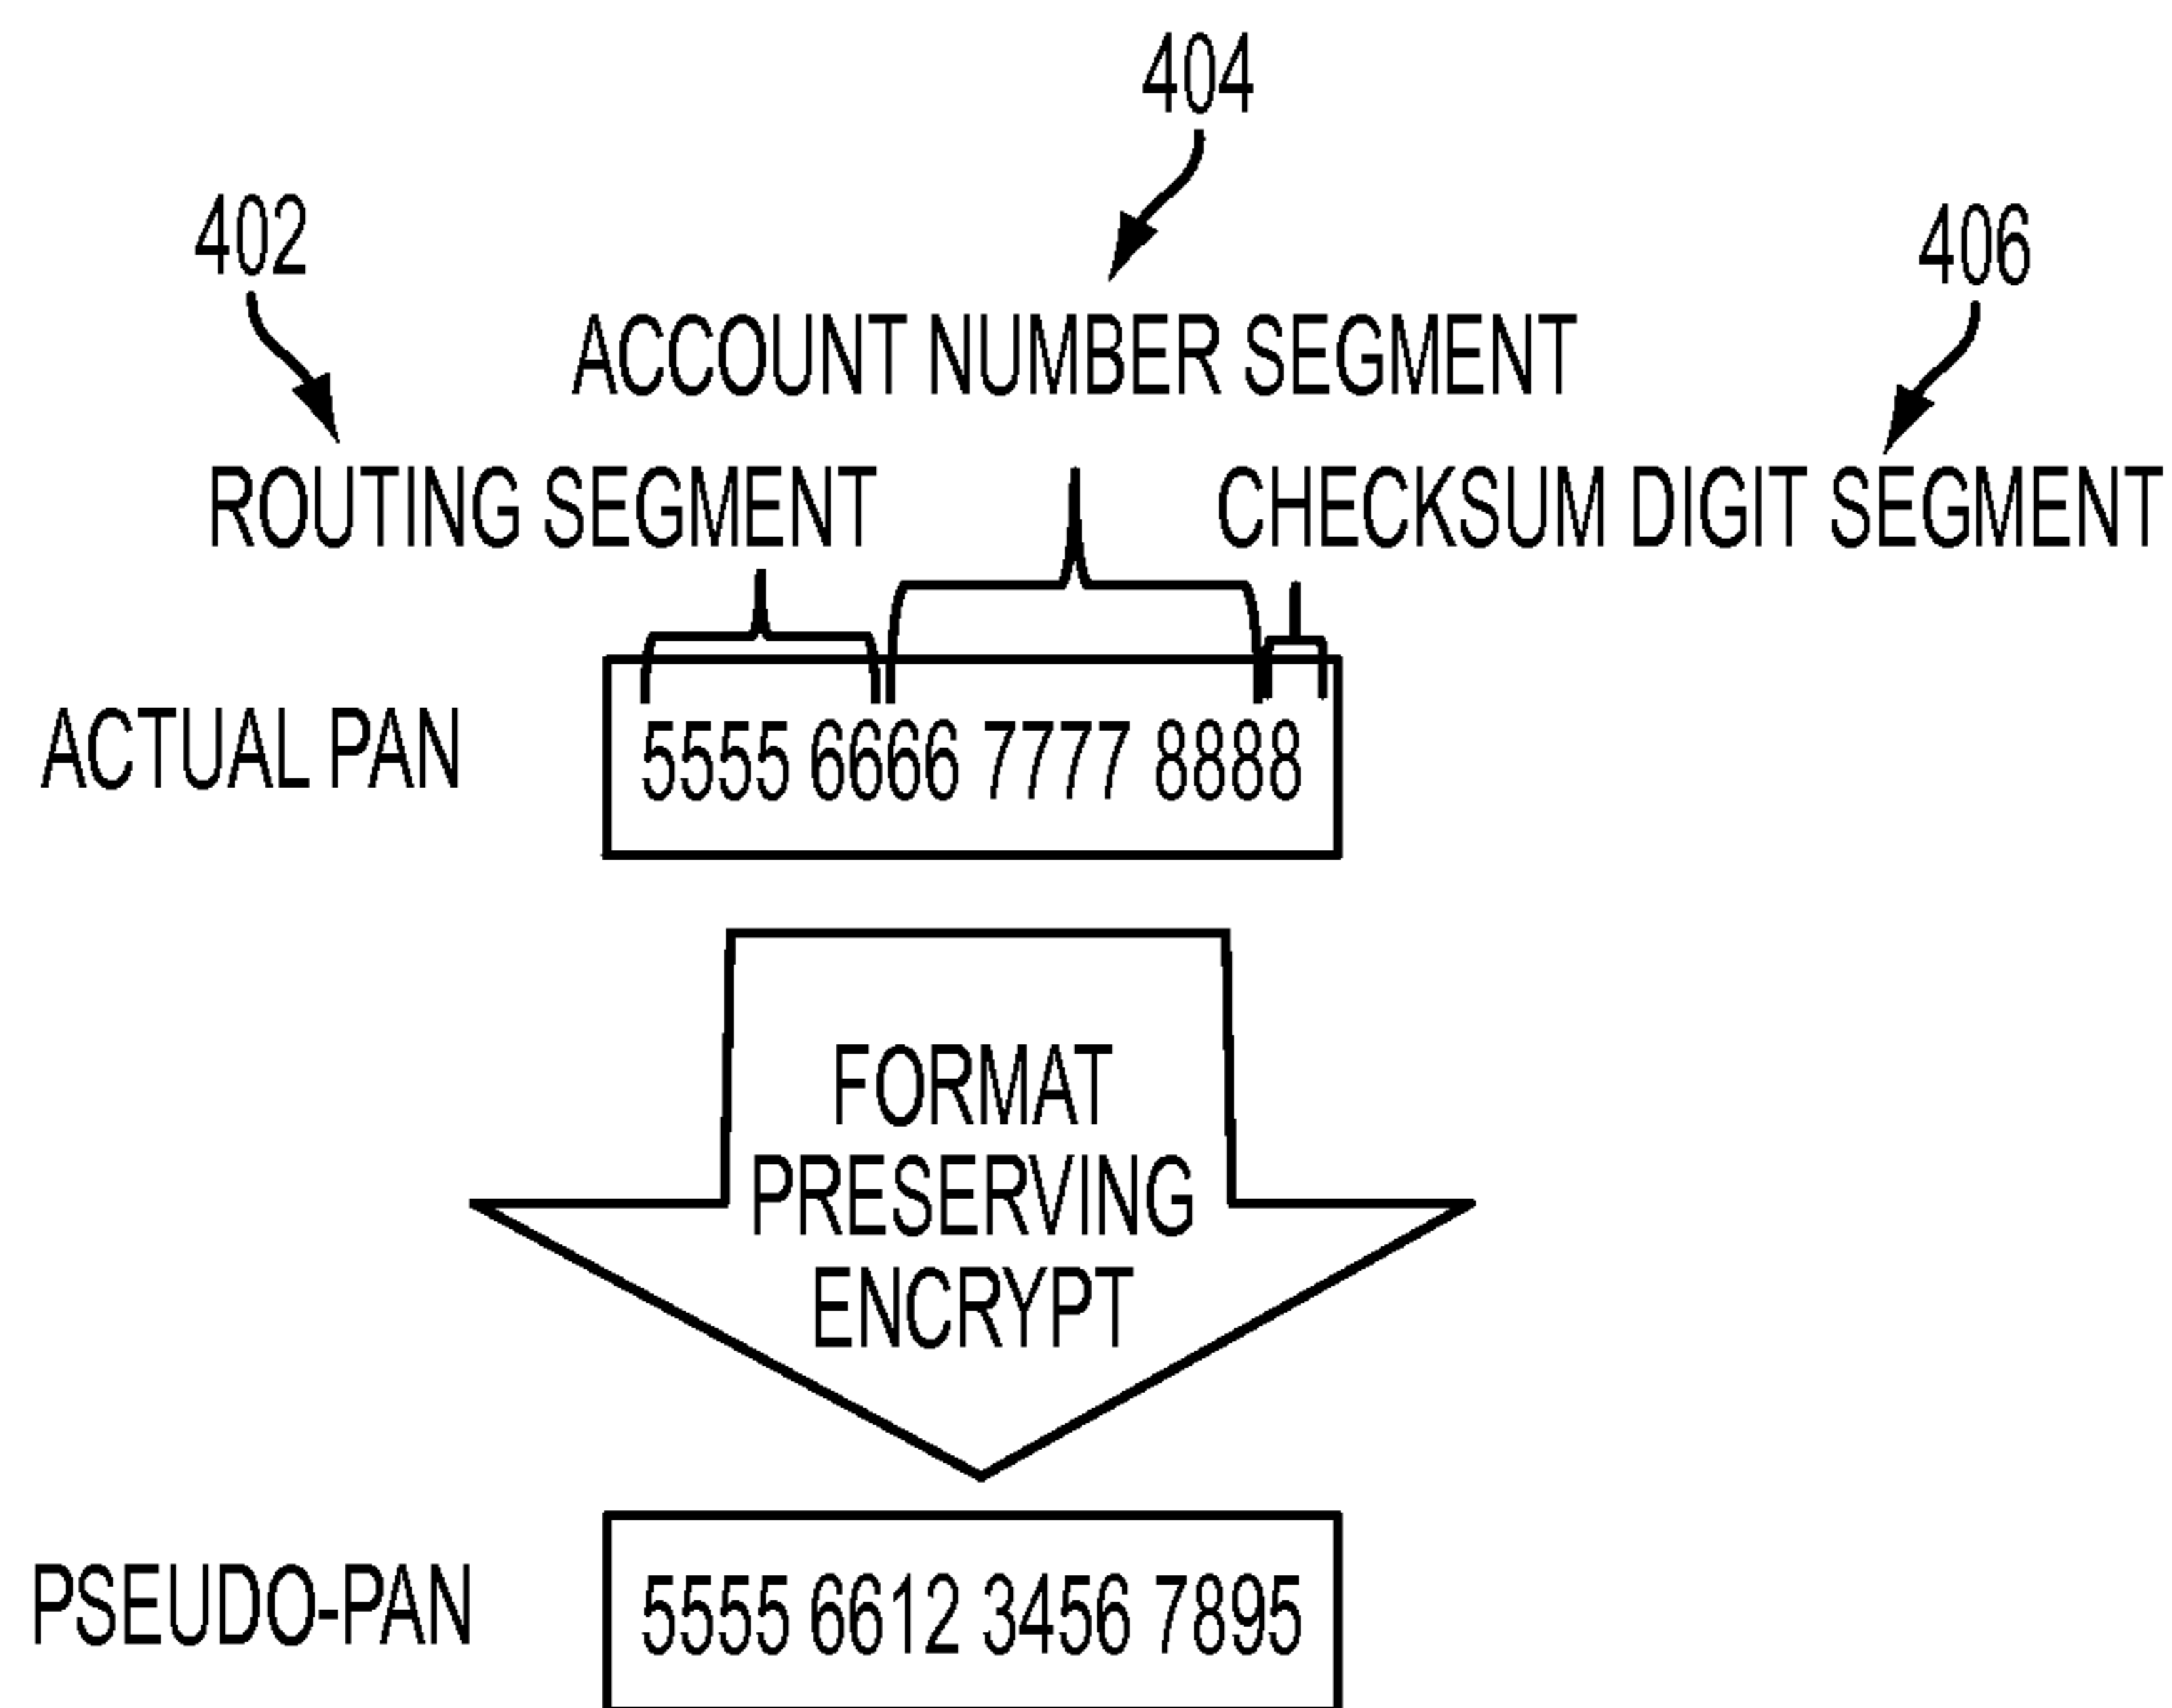 404
402
406
ACCOUNT NUMBER SEGMENT
ROUTING SEGMENT
CHECKSUM DIGIT SEGMENT
ACTUAL PAN
5555 6666 7777 8888
FORMAT
PRESERVING
ENCRYPT
PSEUDO-PAN
5555 6612 3456 7895